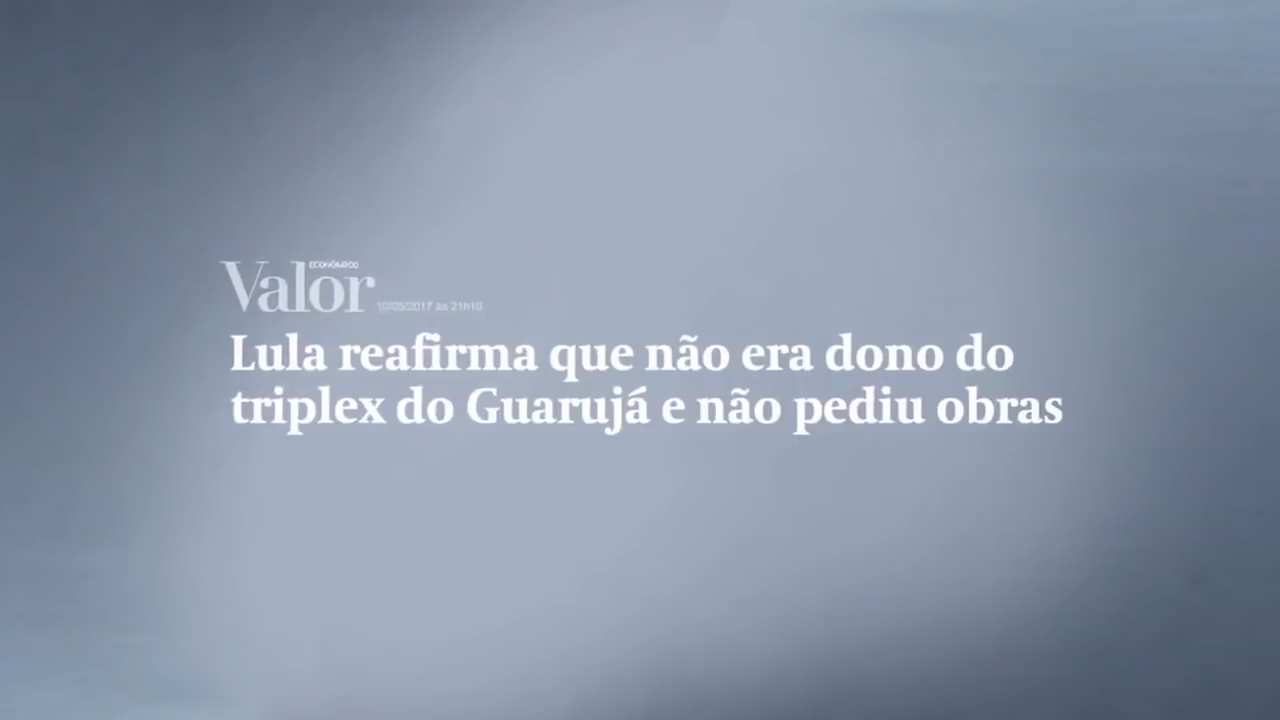 Valor ECONÔMICO
10/05/2017 às 21h10
Lula reafirma que não era dono do
triplex do Guarujá e não pediu obras